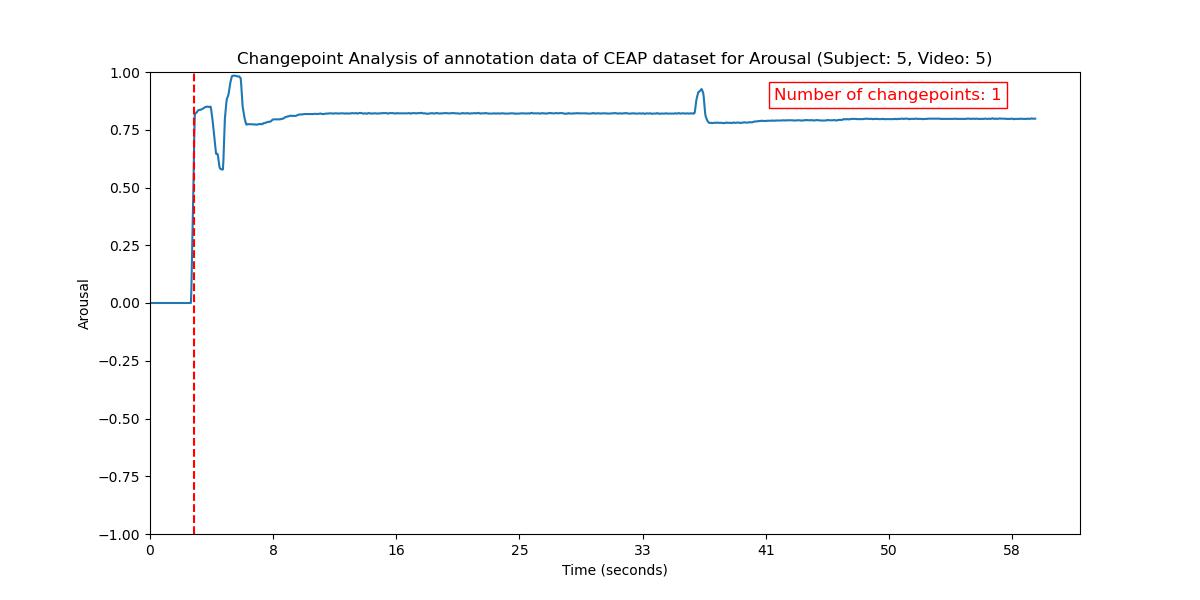 Changepoint Analysis of annotation data of CEAP dataset for Arousal (Subject: 5, Video: 5)
Number of changepoints: 1
1.00
0.75
0.50
0.25
0.00
−0.25
−0.50
−0.75
−1.00
Arousal
0 8 16 25 33 41 50 58
Time (seconds)